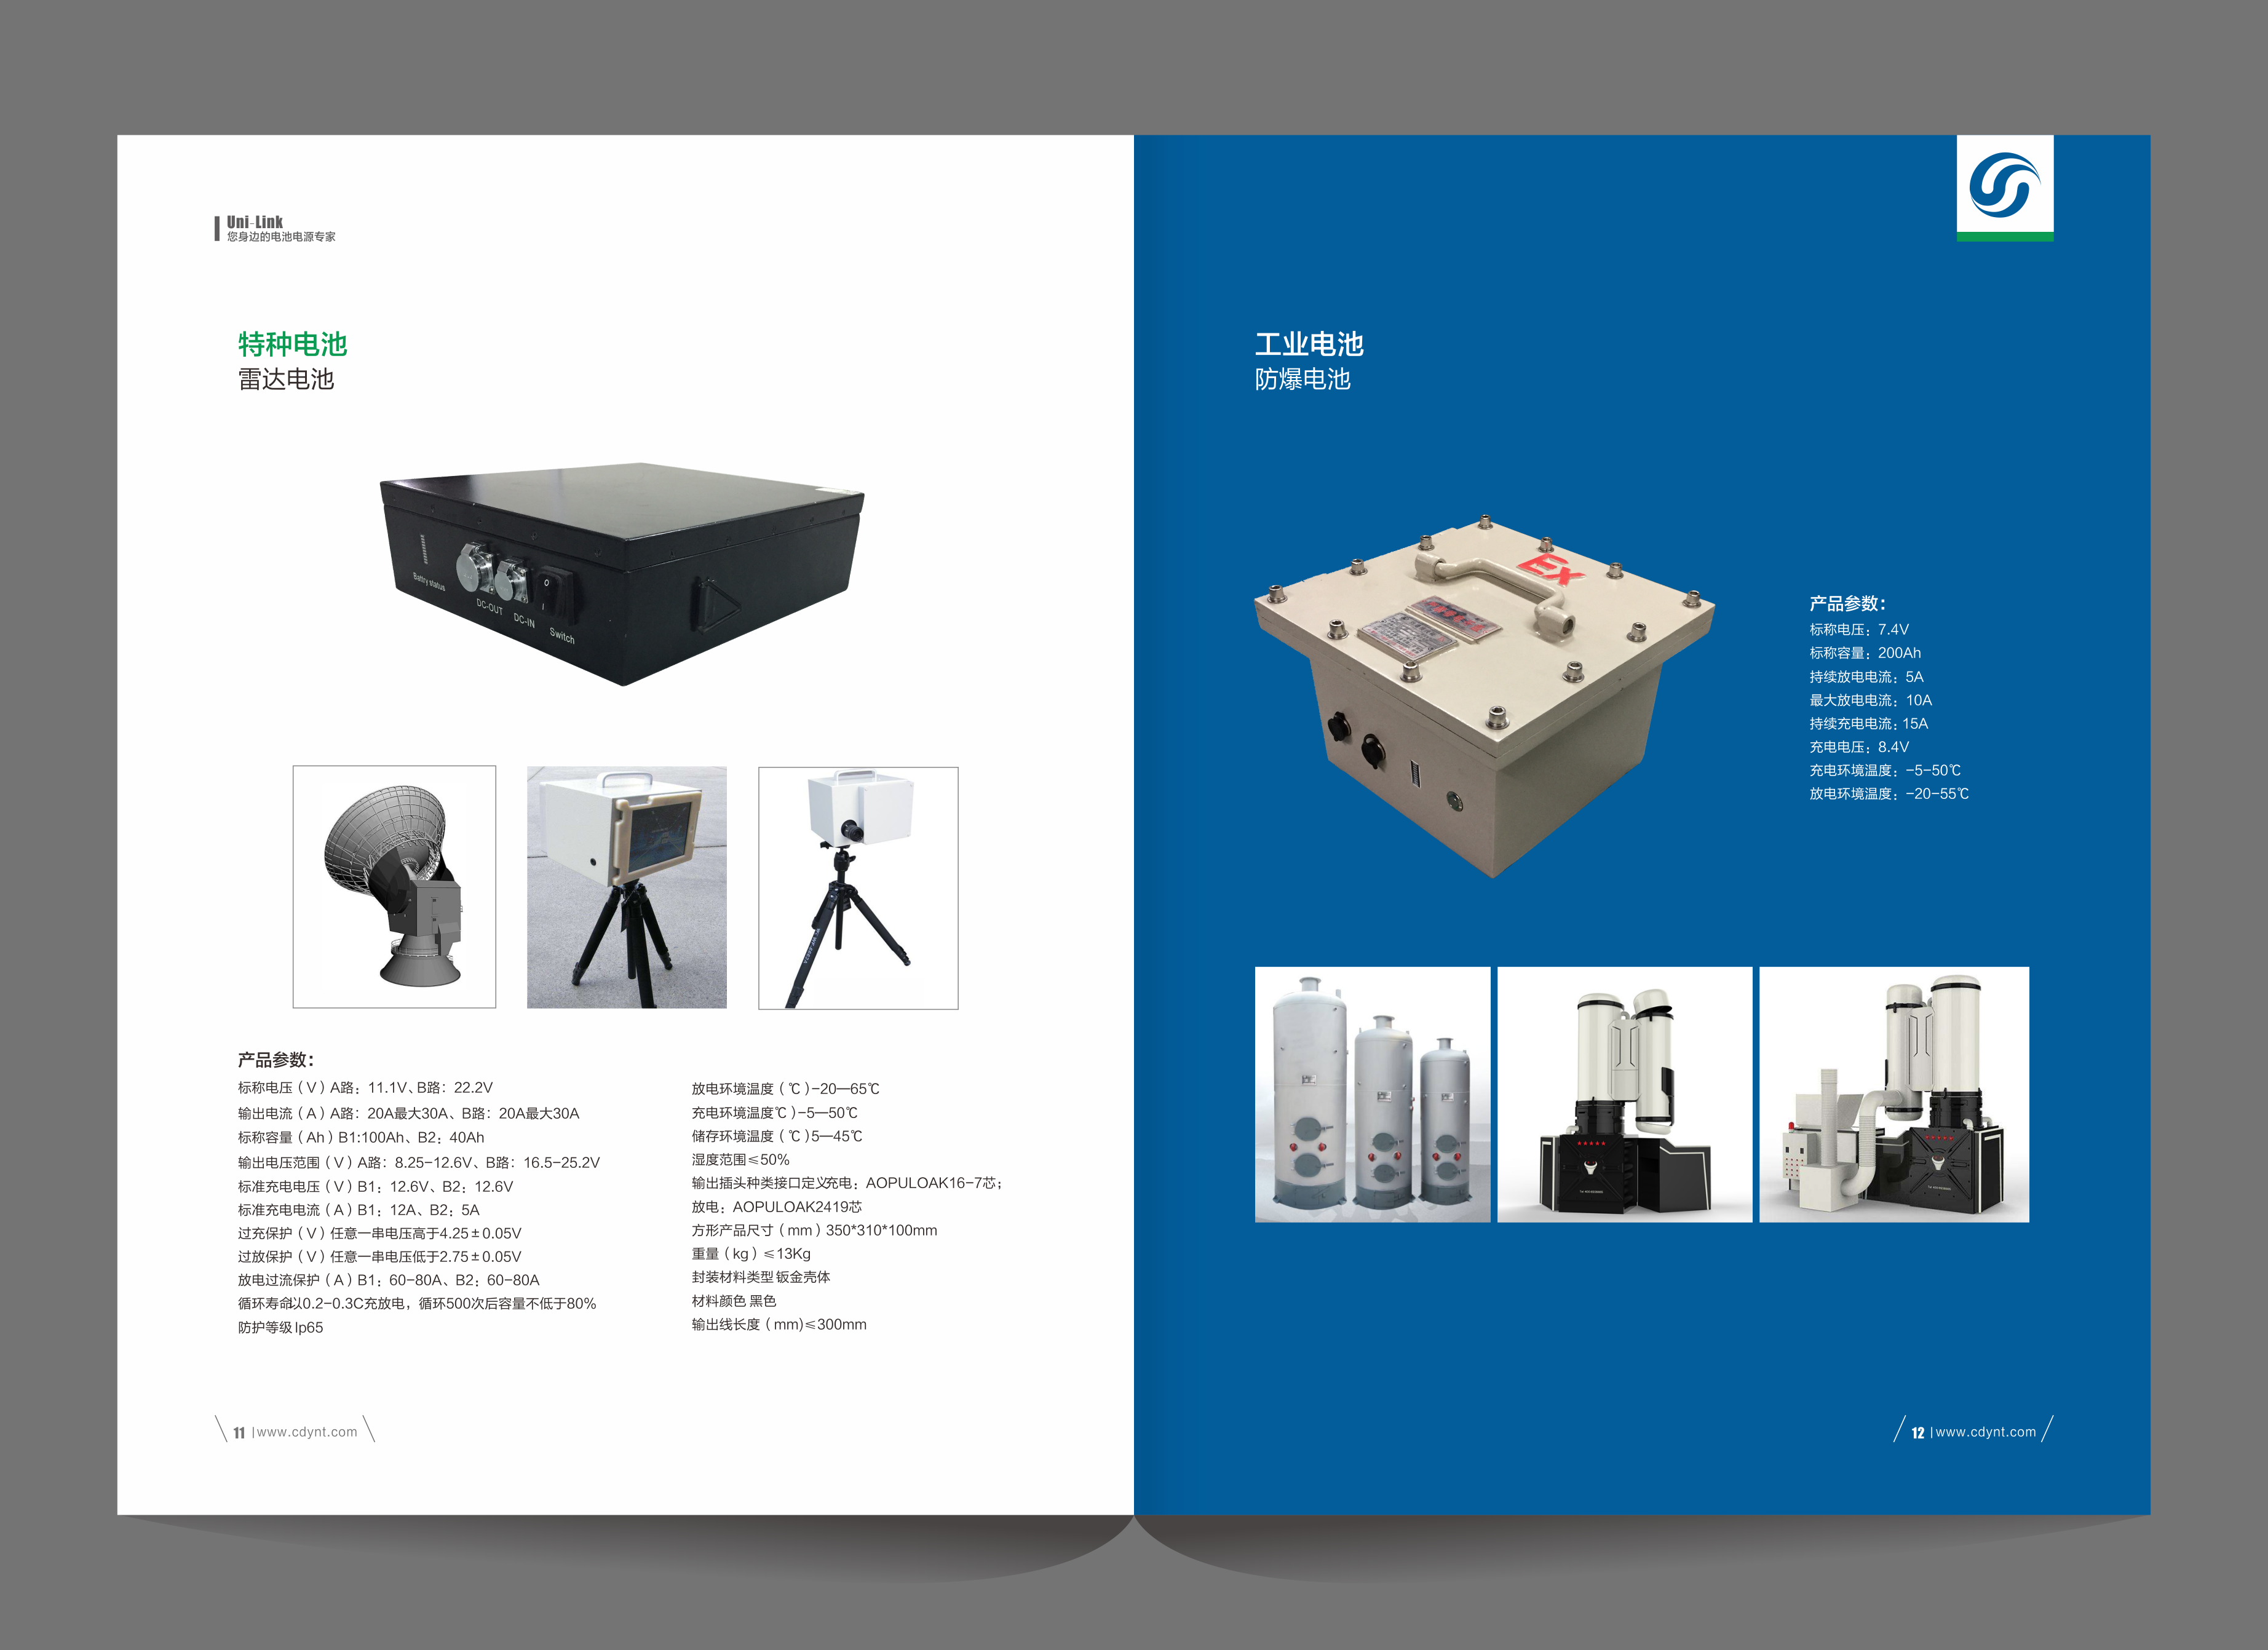 Uni-Link
您身边的电池电源专家
特种电池
雷达电池
Battry status
DC-OUT
DC-IN
Switch
产品参数：
标称电压（V）A路：11.1V、B路：22.2V
输出电流（A）A路：20A最大30A、B路：20A最大30A
标称容量（Ah）B1:100Ah、B2：40Ah
输出电压范围（V）A路：8.25-12.6V、B路：16.5-25.2V
标准充电电压（V）B1：12.6V、B2：12.6V
标准充电电流（A）B1：12A、B2：5A
过充保护（V）任意一串电压高于4.25±0.05V
过放保护（V）任意一串电压低于2.75±0.05V
放电过流保护（A）B1：60-80A、B2：60-80A
循环寿命以0.2-0.3C充放电，循环500次后容量不低于80%
防护等级 Ip65
放电环境温度（℃）-20—65℃
充电环境温度℃）-5—50℃
储存环境温度（℃）5—45℃
湿度范围≤50%
输出插头种类接口定义充电：AOPULOAK16-7芯；
放电：AOPULOAK2419芯
方形产品尺寸（mm）350*310*100mm
重量（kg）≤13Kg
封装材料类型 钣金壳体
材料颜色 黑色
输出线长度（mm)≤300mm
11 |www.cdynt.com
工业电池
防爆电池
Ex
产品参数：
标称电压：7.4V
标称容量：200Ah
持续放电电流：5A
最大放电电流：10A
持续充电电流：15A
充电电压：8.4V
充电环境温度：-5-50℃
放电环境温度：-20-55℃
12 |www.cdynt.com